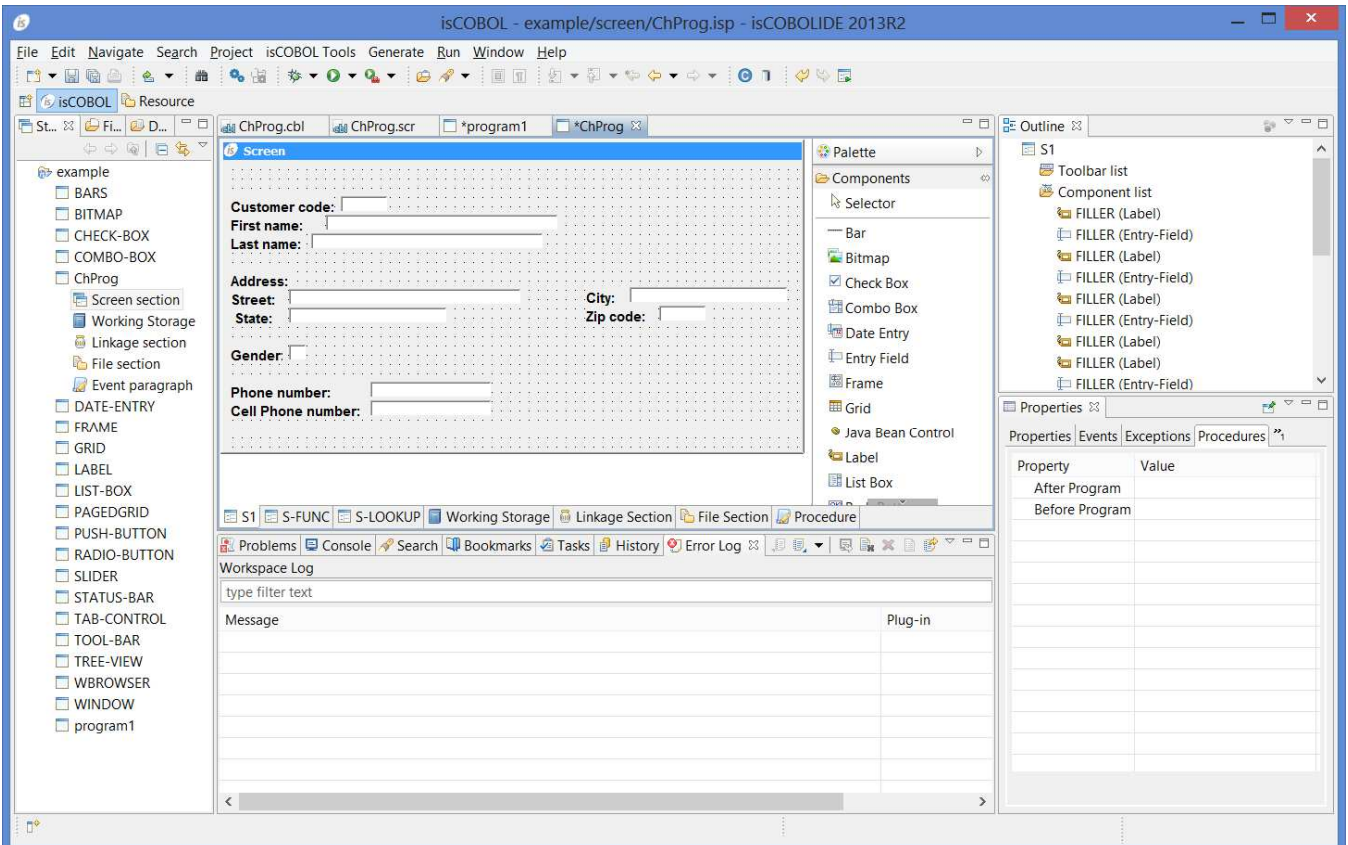 is
isCOBOL - example/screen/ChProg.isp - isCOBOLIDE 2013R2
File Edit Navigate Search Project isCOBOL Tools Generate Run Window Help
isCOBOL Resource
St... Fi... D...
example
BARS
BITMAP
CHECK-BOX
COMBO-BOX
ChProg
Screen section
Working Storage
Linkage section
File section
Event paragraph
DATE-ENTRY
FRAME
GRID
LABEL
LIST-BOX
PAGEDGRID
PUSH-BUTTON
RADIO-BUTTON
SLIDER
STATUS-BAR
TAB-CONTROL
TOOL-BAR
TREE-VIEW
WBROWSER
WINDOW
program1
ChProg.cbl ChProg.scr *program1 *ChProg
Screen
Customer code:
First name:
Last name:
Address:
Street: City:
State: Zip code:
Gender:
Phone number:
Cell Phone number:
Palette
Components
Selector
Bar
Bitmap
Check Box
Combo Box
Date Entry
Entry Field
Frame
Grid
Java Bean Control
Label
List Box
S1 S-FUNC S-LOOKUP Working Storage Linkage Section File Section Procedure
Problems Console Search Bookmarks Tasks History Error Log
Workspace Log
type filter text
Message Plug-in
Outline
S1
Toolbar list
Component list
FILLER (Label)
FILLER (Entry-Field)
FILLER (Label)
FILLER (Entry-Field)
FILLER (Label)
FILLER (Entry-Field)
FILLER (Label)
FILLER (Label)
FILLER (Entry-Field)
Properties
Properties Events Exceptions Procedures »1
Property Value
After Program
Before Program